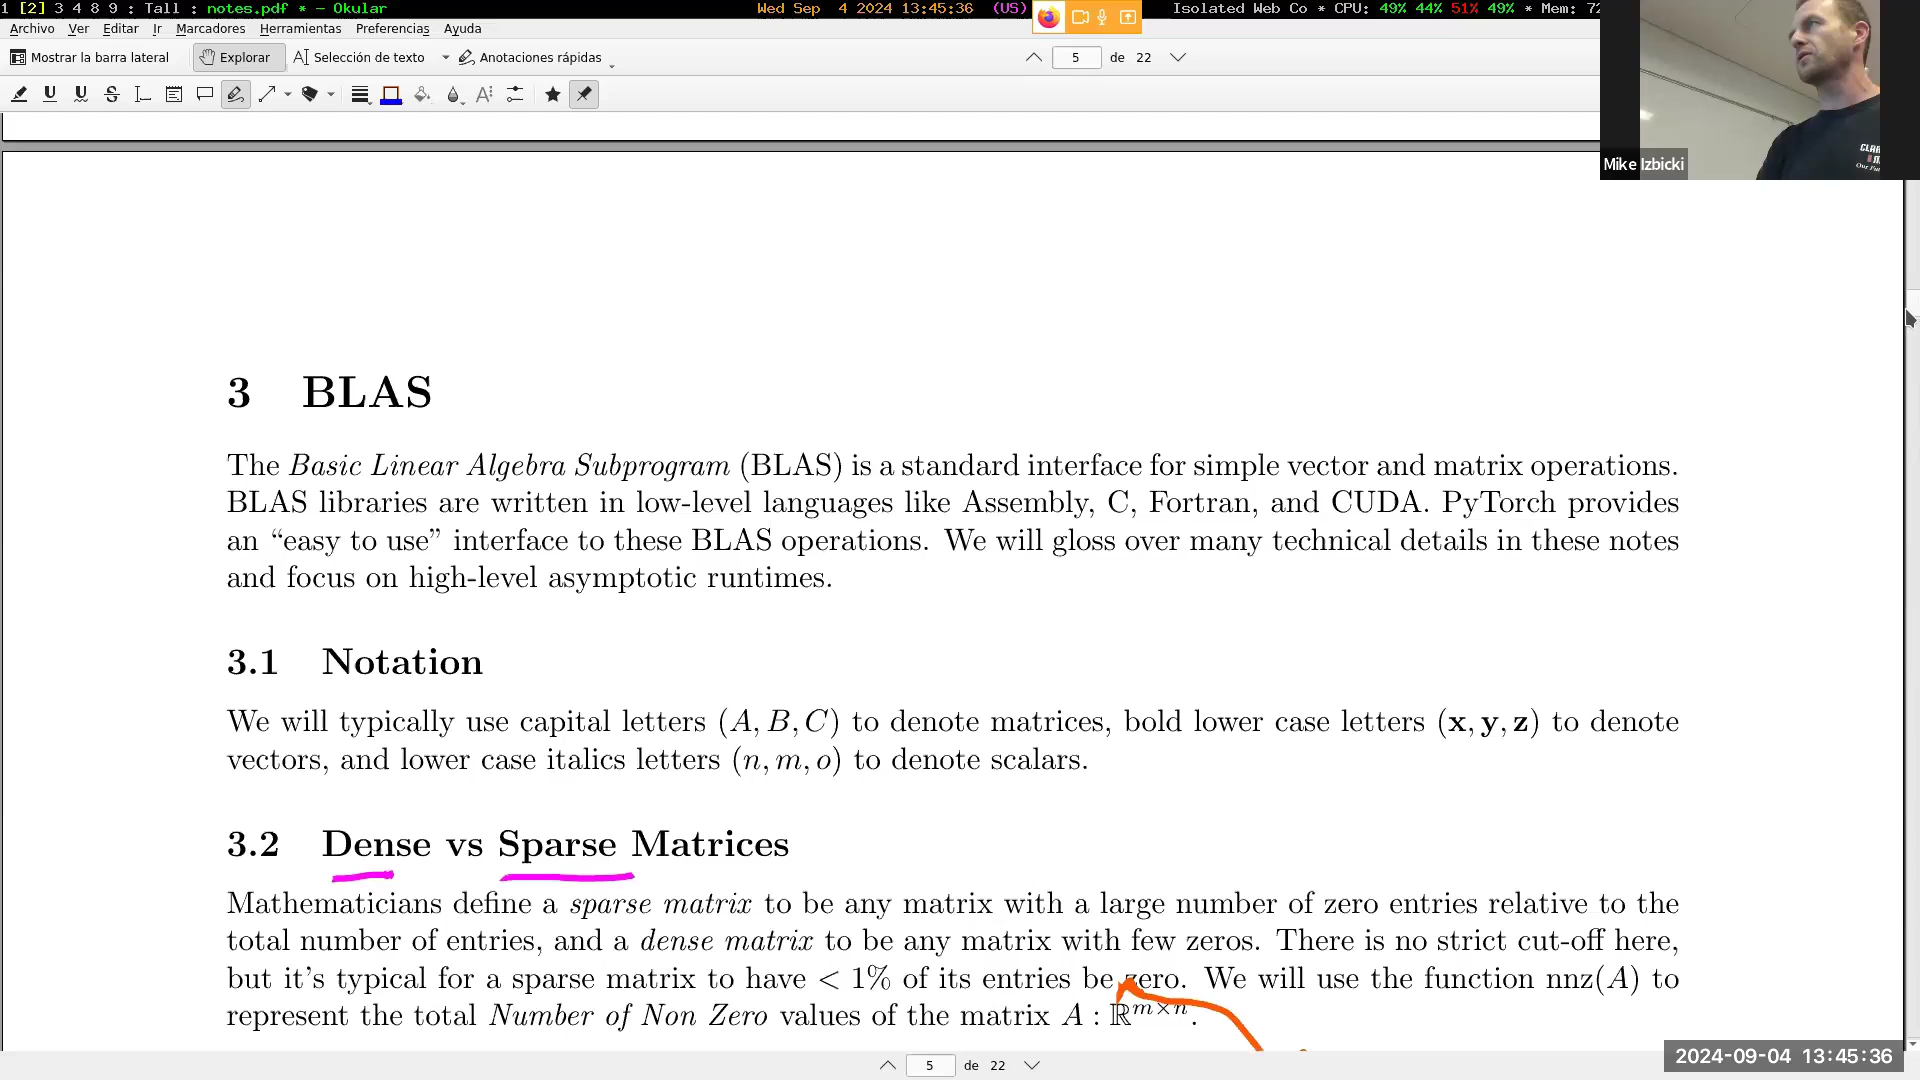 1 [2] 3 4 8 9 : Tall : notes.pdf * - Okular
Wed Sep 4 2024 13:45:36 (US)
Isolated Web Co * CPU: 49% 44% 51% 49% * Mem: 72
Archivo Ver Editar Ir Marcadores Herramientas Preferencias Ayuda
Mostrar la barra lateral Explorar Selección de texto Anotaciones rápidas 5 de 22
Mike Izbicki
3 BLAS
The Basic Linear Algebra Subprogram (BLAS) is a standard interface for simple vector and matrix operations.
BLAS libraries are written in low-level languages like Assembly, C, Fortran, and CUDA. PyTorch provides
an “easy to use” interface to these BLAS operations. We will gloss over many technical details in these notes
and focus on high-level asymptotic runtimes.
3.1 Notation
We will typically use capital letters (A, B, C) to denote matrices, bold lower case letters (x, y, z) to denote
vectors, and lower case italics letters (n, m, o) to denote scalars.
3.2 Dense vs Sparse Matrices
Mathematicians define a sparse matrix to be any matrix with a large number of zero entries relative to the
total number of entries, and a dense matrix to be any matrix with few zeros. There is no strict cut-off here,
but it's typical for a sparse matrix to have < 1% of its entries be zero. We will use the function nnz(A) to
represent the total Number of Non Zero values of the matrix A : ℝ^{m×n}.
5 de 22
2024-09-04 13:45:36